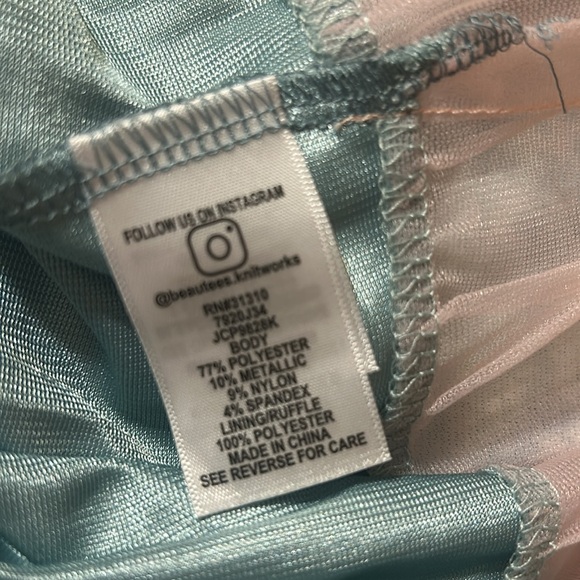 FOLLOW US ON INSTAGRAM
@beautees.knitworks
RN#31310
7920J34
JCP9828K
BODY
77% POLYESTER
10% METALLIC
9% NYLON
4% SPANDEX
LINING/RUFFLE
100% POLYESTER
MADE IN CHINA
SEE REVERSE FOR CARE